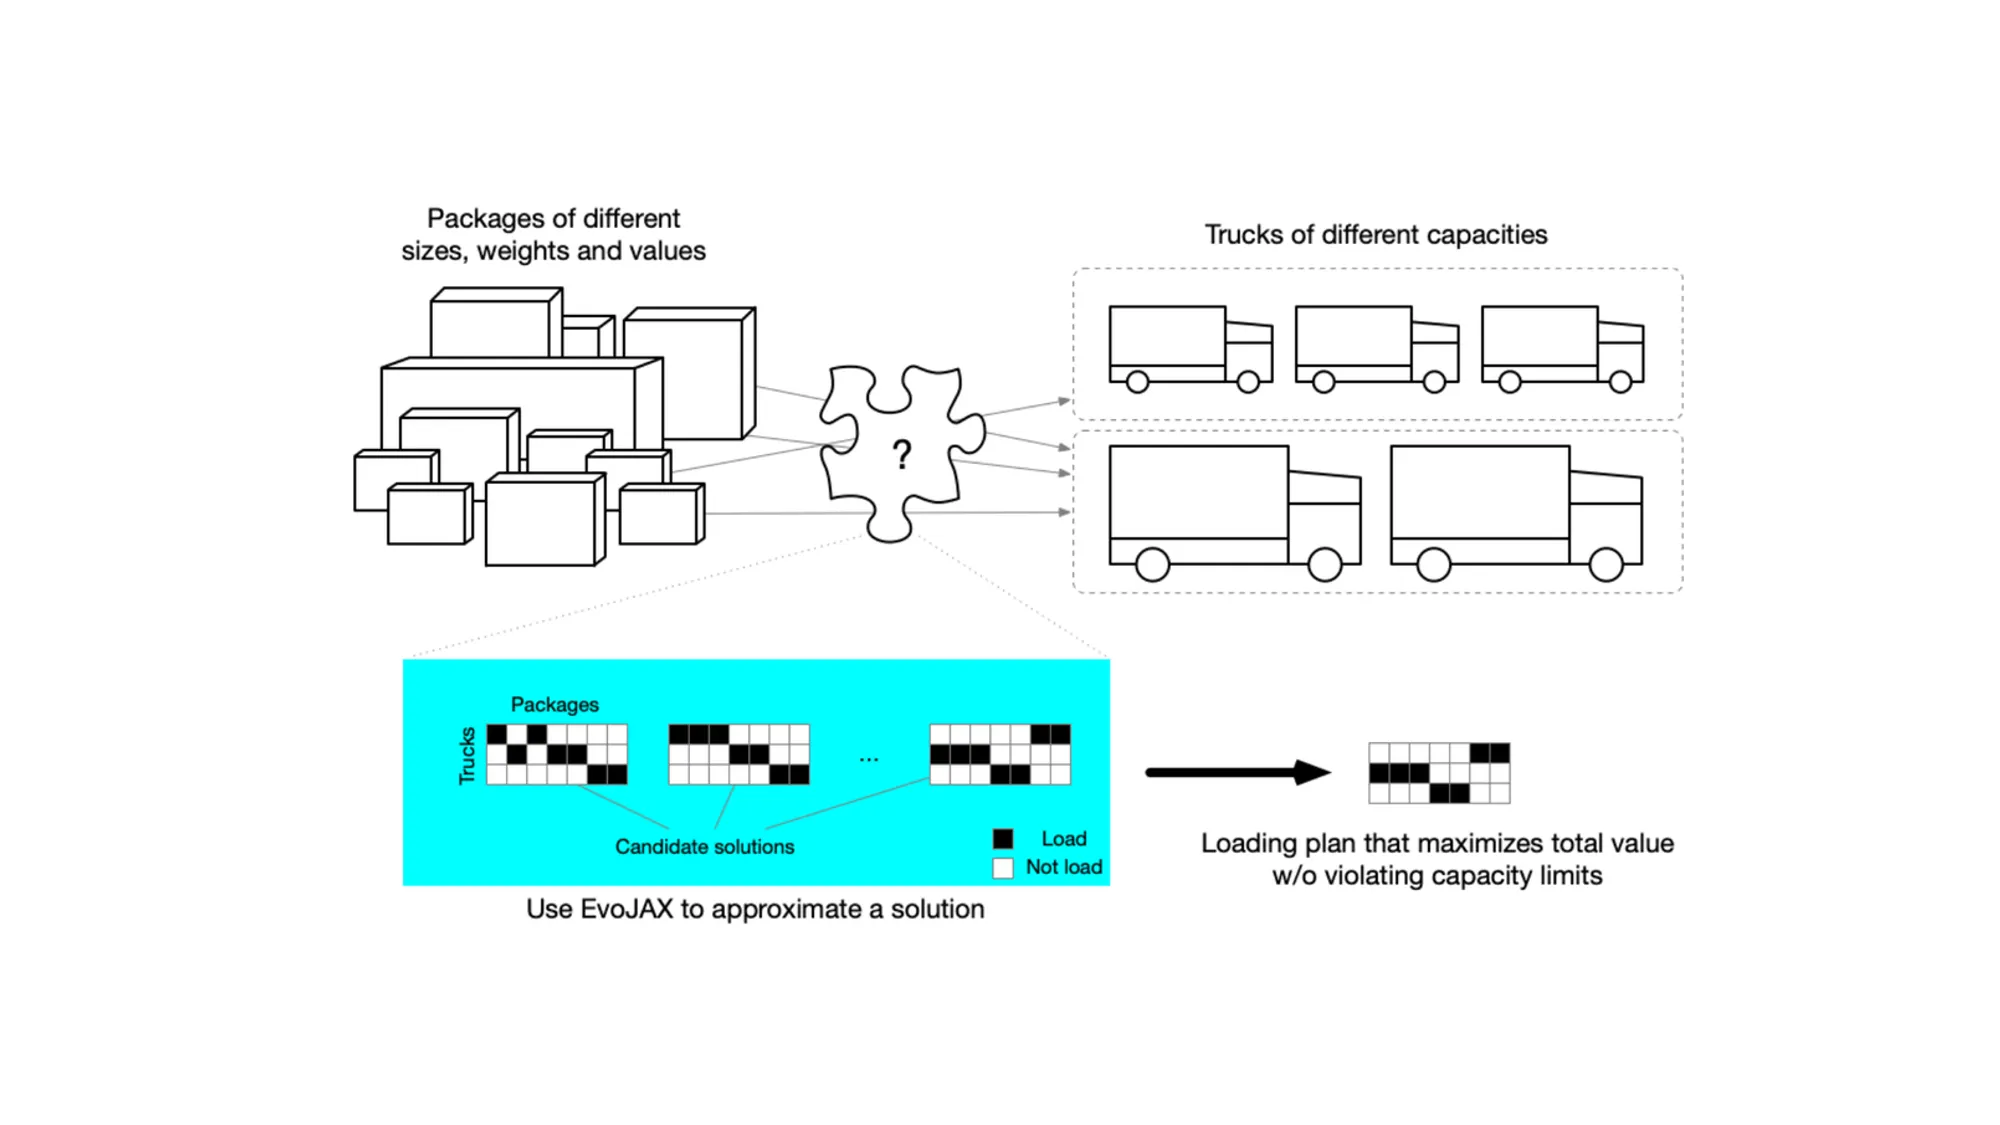 Packages of different
sizes, weights and values
Trucks of different capacities
?
Packages
Trucks
...
Candidate solutions
Load
Not load
Use EvoJAX to approximate a solution
Loading plan that maximizes total value
w/o violating capacity limits